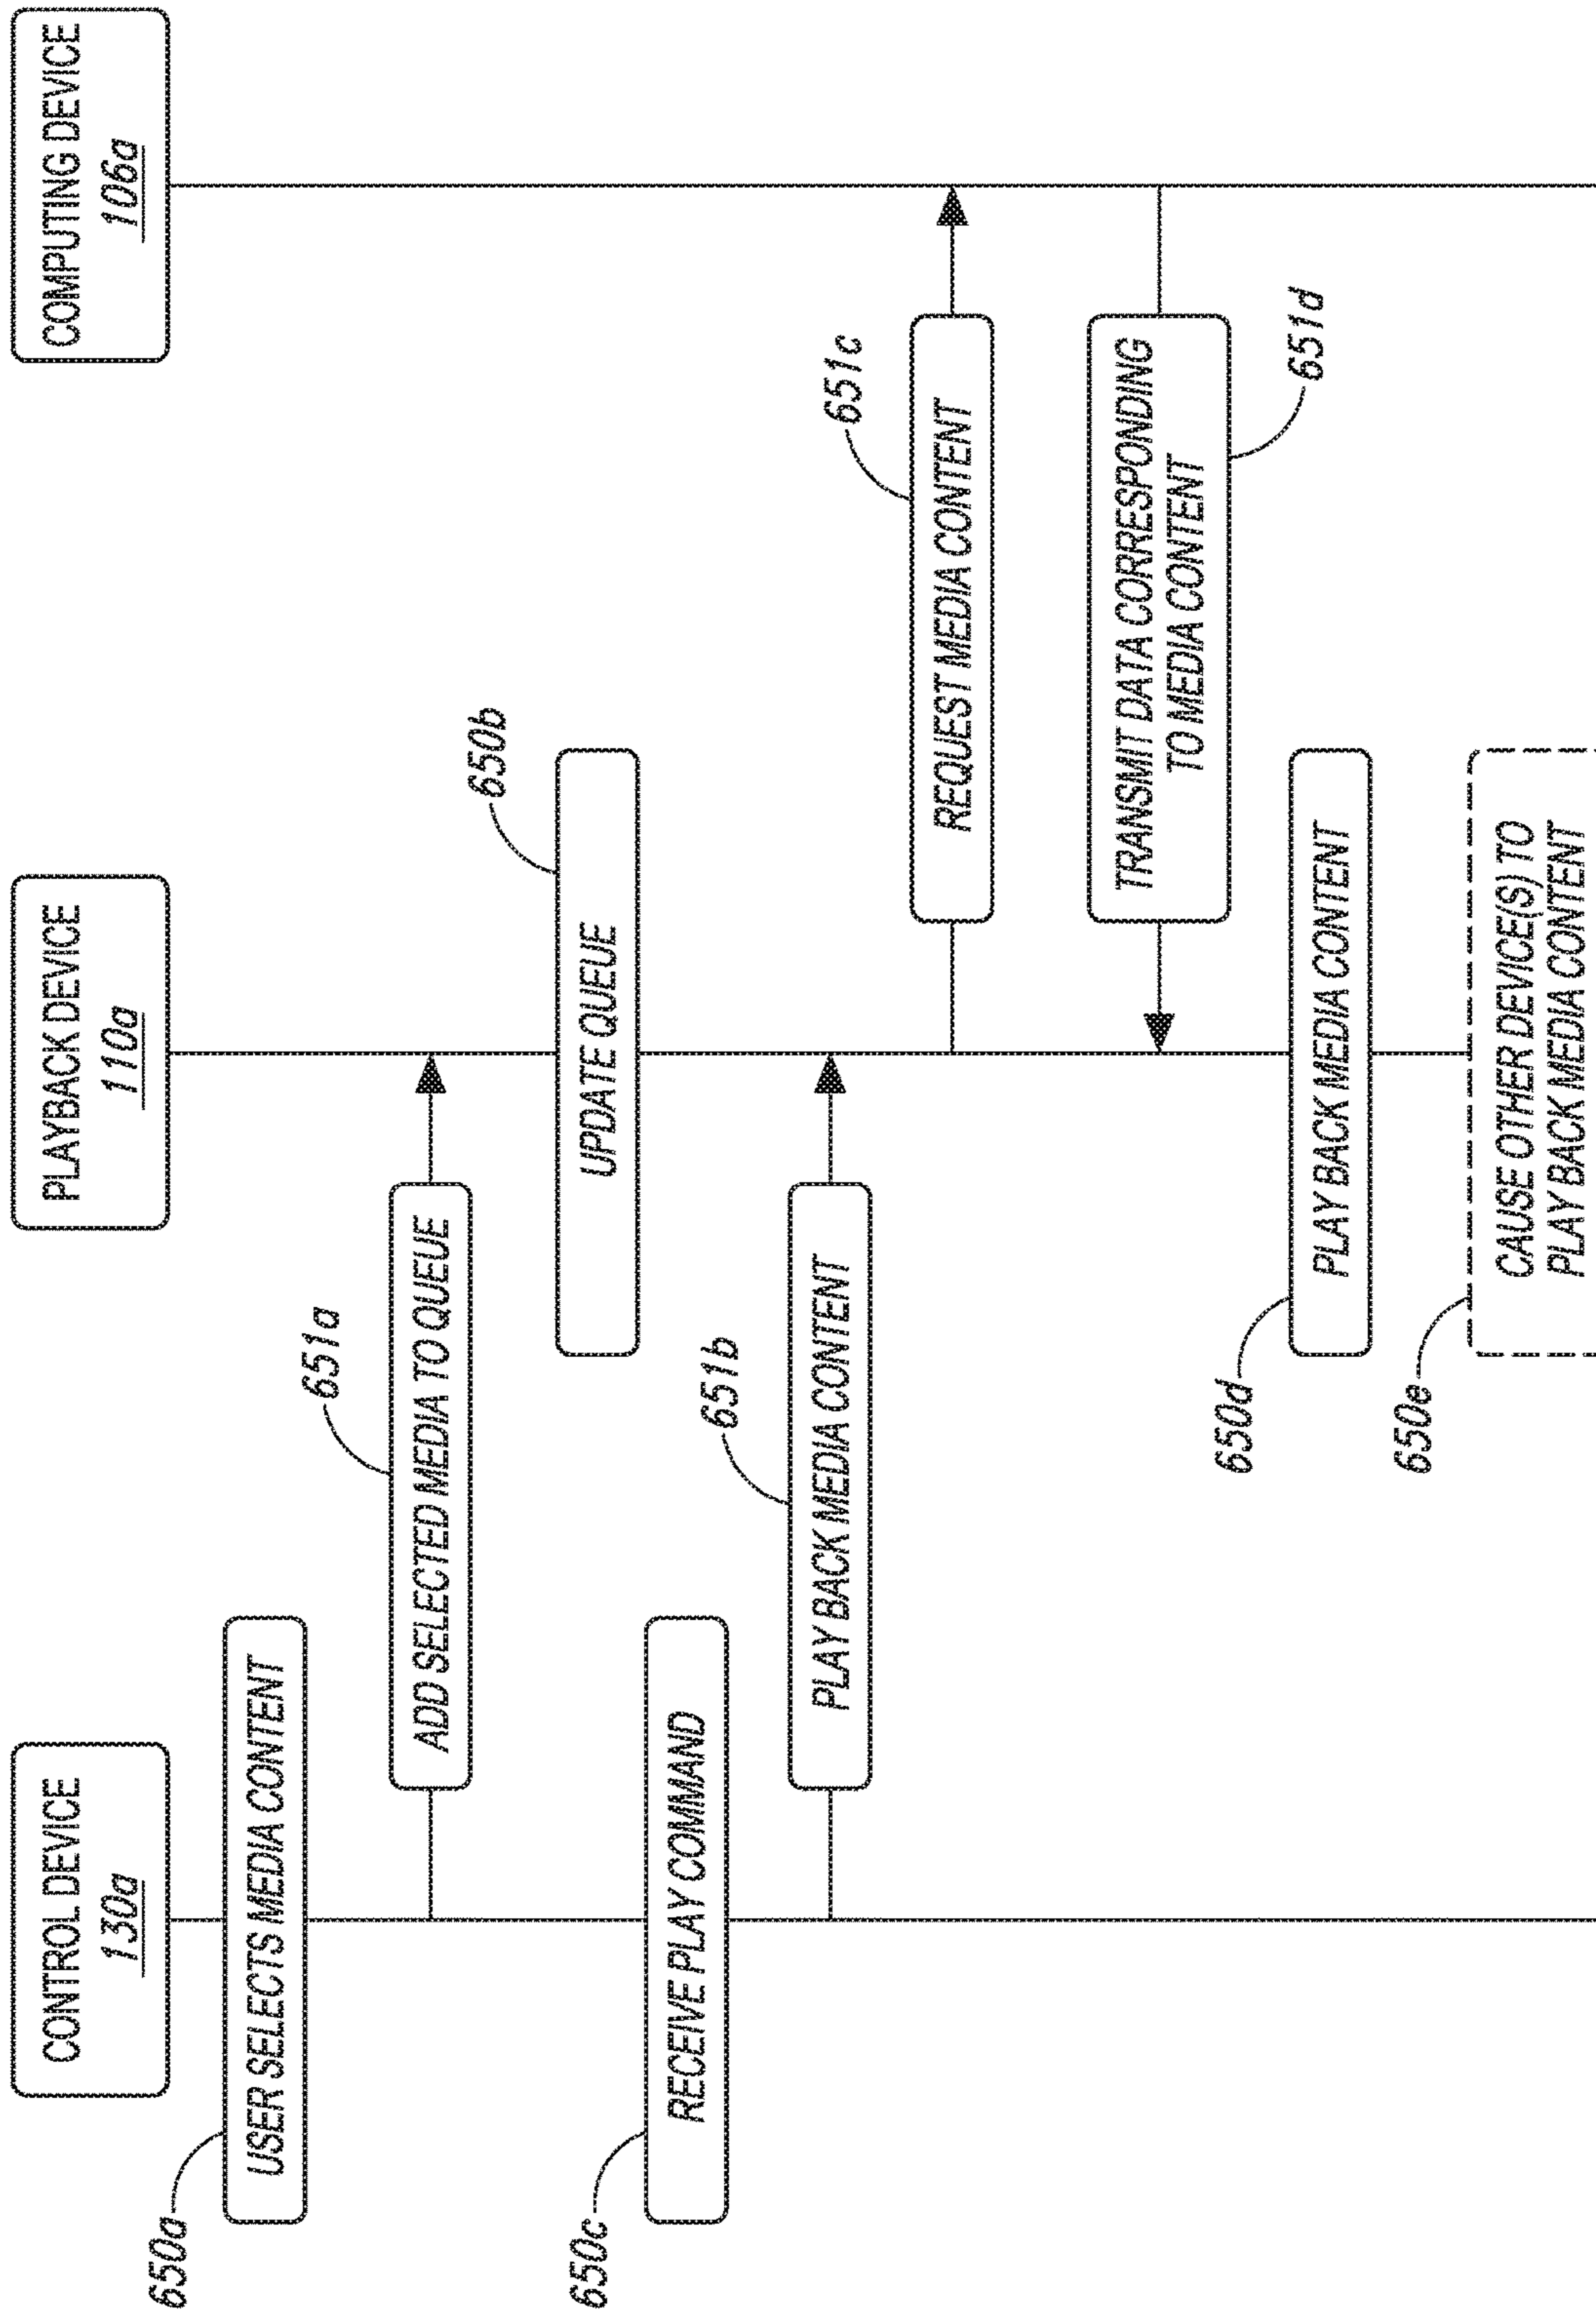 CONTROL DEVICE
130a
PLAYBACK DEVICE
110a
COMPUTING DEVICE
106a
650a
USER SELECTS MEDIA CONTENT
651a
ADD SELECTED MEDIA TO QUEUE
650b
UPDATE QUEUE
650c
RECEIVE PLAY COMMAND
651b
PLAY BACK MEDIA CONTENT
651c
REQUEST MEDIA CONTENT
TRANSMIT DATA CORRESPONDING
TO MEDIA CONTENT
651d
650d
PLAY BACK MEDIA CONTENT
650e
CAUSE OTHER DEVICE(S) TO
PLAY BACK MEDIA CONTENT